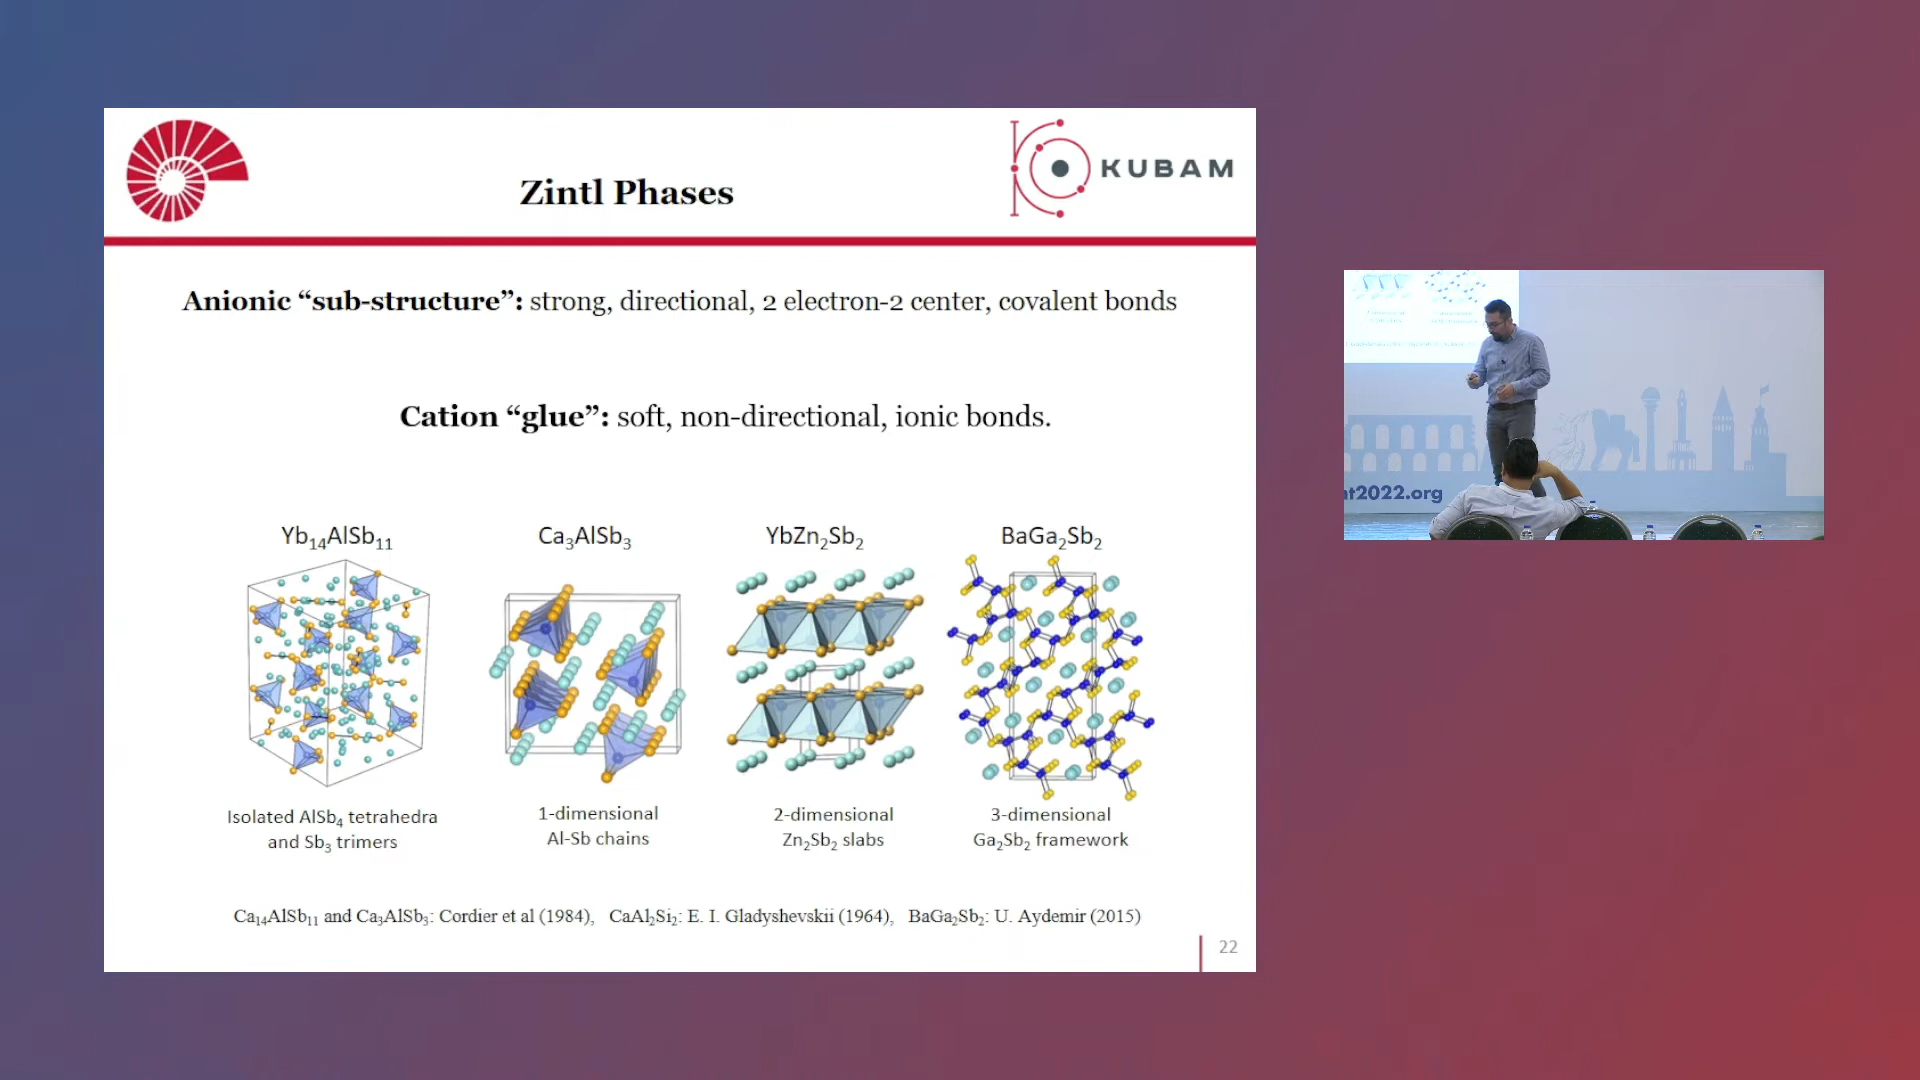 KUBAM
Zintl Phases
Anionic “sub-structure”: strong, directional, 2 electron-2 center, covalent bonds
Cation “glue”: soft, non-directional, ionic bonds.
Yb₁₄AlSb₁₁
Ca₃AlSb₃
YbZn₂Sb₂
BaGa₂Sb₂
Isolated AlSb₄ tetrahedra
and Sb₃ trimers
1-dimensional
Al-Sb chains
2-dimensional
Zn₂Sb₂ slabs
3-dimensional
Ga₂Sb₂ framework
Ca₁₄AlSb₁₁ and Ca₃AlSb₃: Cordier et al (1984), CaAl₂Si₂: E. I. Gladyshevskii (1964), BaGa₂Sb₂: U. Aydemir (2015)
22
nt2022.org